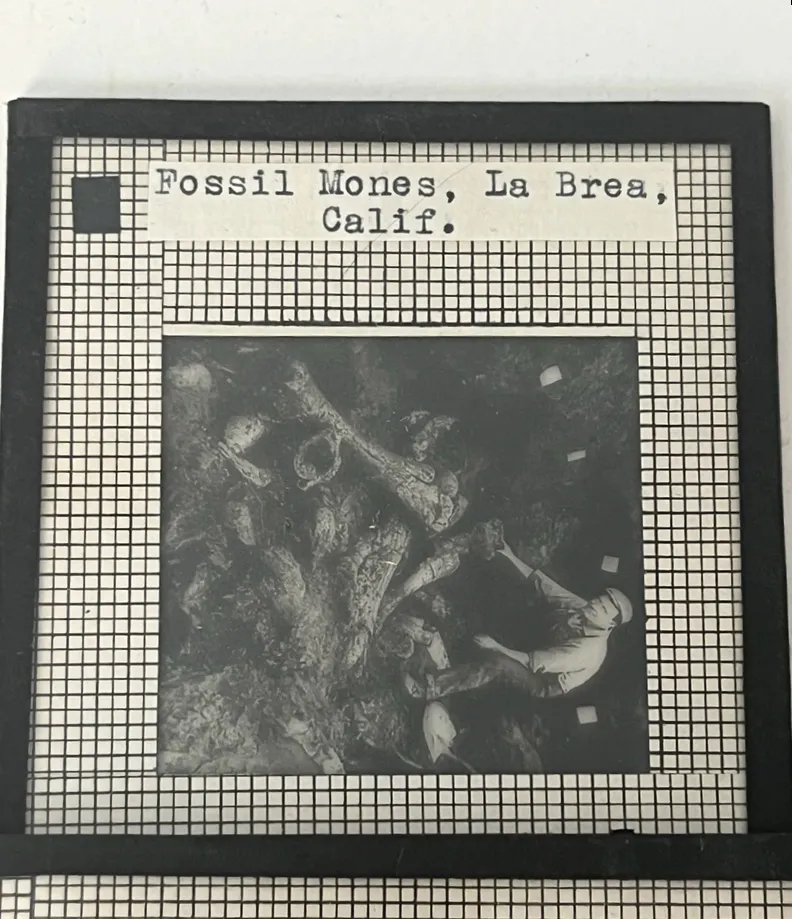 Fossil Mones, La Brea,
Calif.